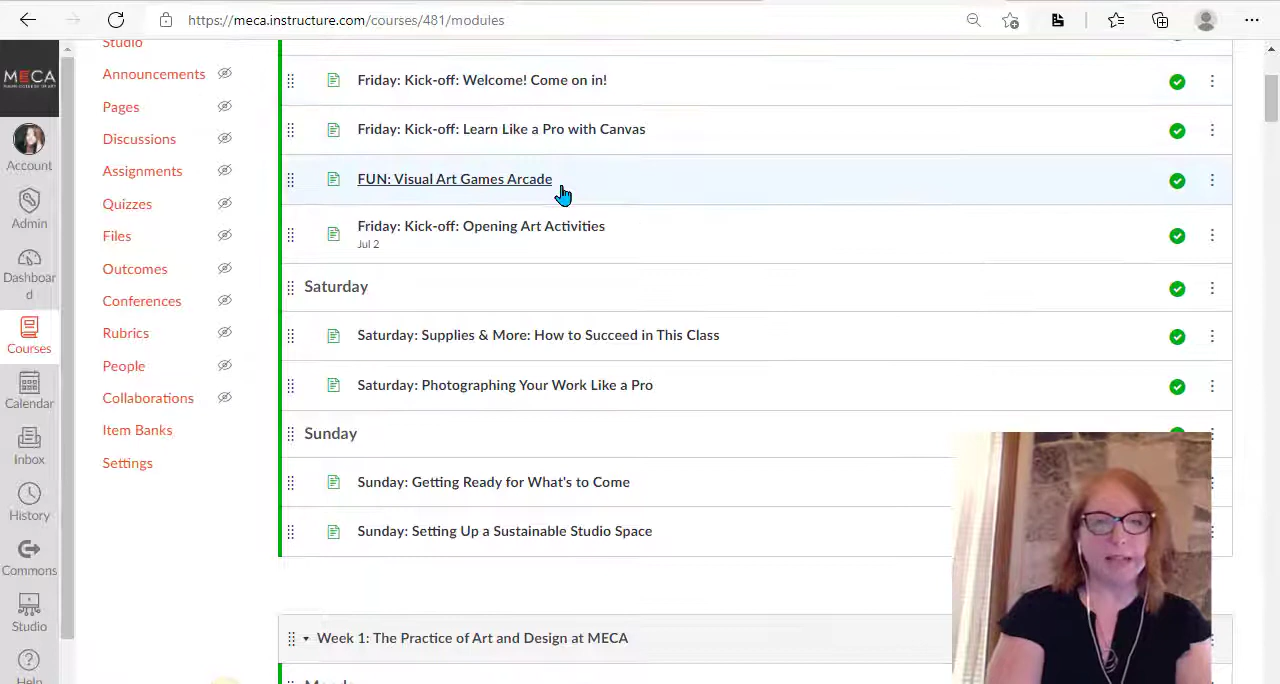 https://meca.instructure.com/courses/481/modules
MECA
Account
Admin
Dashboar
d
Courses
Calendar
Inbox
History
Commons
Studio
Help
Studio
Announcements
Pages
Discussions
Assignments
Quizzes
Files
Outcomes
Conferences
Rubrics
People
Collaborations
Item Banks
Settings
Friday: Kick-off: Welcome! Come on in!
Friday: Kick-off: Learn Like a Pro with Canvas
FUN: Visual Art Games Arcade
Friday: Kick-off: Opening Art Activities
Jul 2
Saturday
Saturday: Supplies & More: How to Succeed in This Class
Saturday: Photographing Your Work Like a Pro
Sunday
Sunday: Getting Ready for What's to Come
Sunday: Setting Up a Sustainable Studio Space
Week 1: The Practice of Art and Design at MECA